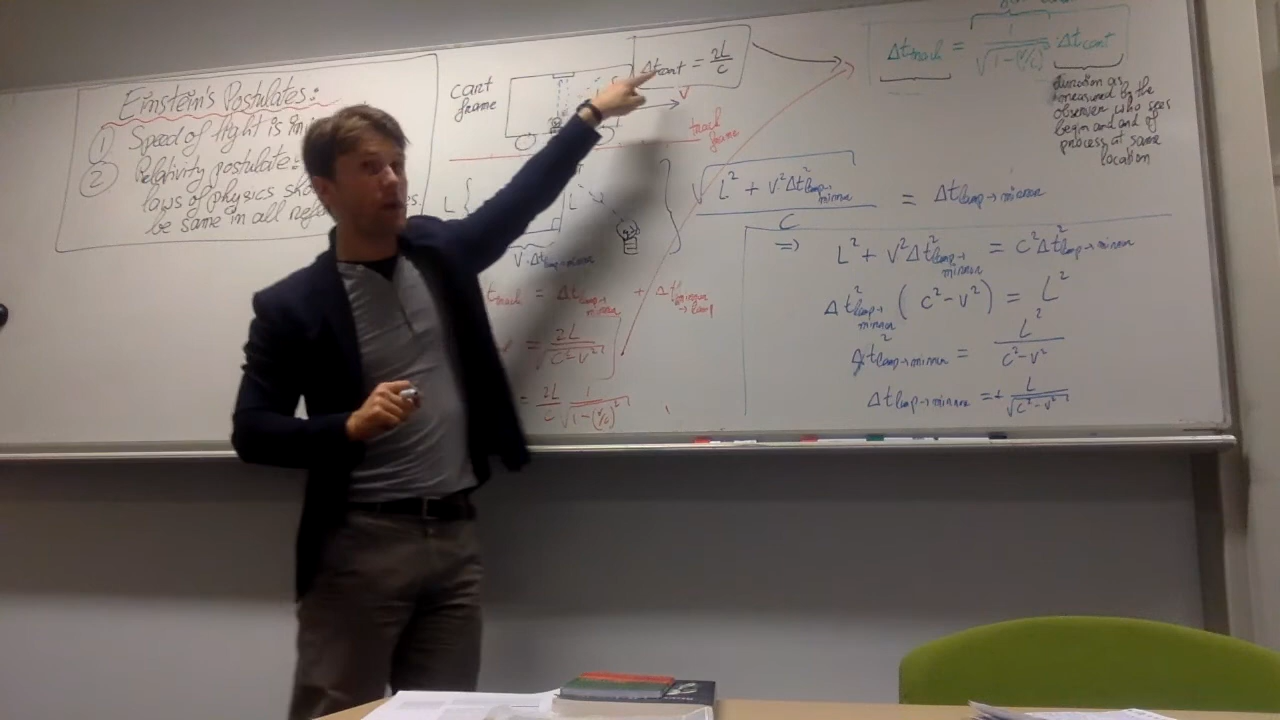 Einstein's Postulates:
① Speed of light is in
② Relativity postulate:
laws of physics sho
be same in all refe es
cart
frame
Δt_cart = 2L/c
v
track
frame
L
L
v·Δt_lamp→mirror
Δt_track = Δt_lamp→mirror + Δt_mirror→lamp
= 2L/√(c²-v²)
= 2L/c 1/√(1-(v/c)²)
Δt_track = 1/√(1-(v/c)²) Δt_cart
duration as
measured by the
observer who sees
begin and end of
process at same
location
√(L² + v²Δt²_lamp→mirror)/c = Δt_lamp→mirror
⇒ L² + v²Δt²_lamp→mirror = c²Δt²_lamp→mirror
Δt²_lamp→mirror (c²-v²) = L²
Δt²_lamp→mirror = L²/(c²-v²)
Δt_lamp→mirror = + L/√(c²-v²)